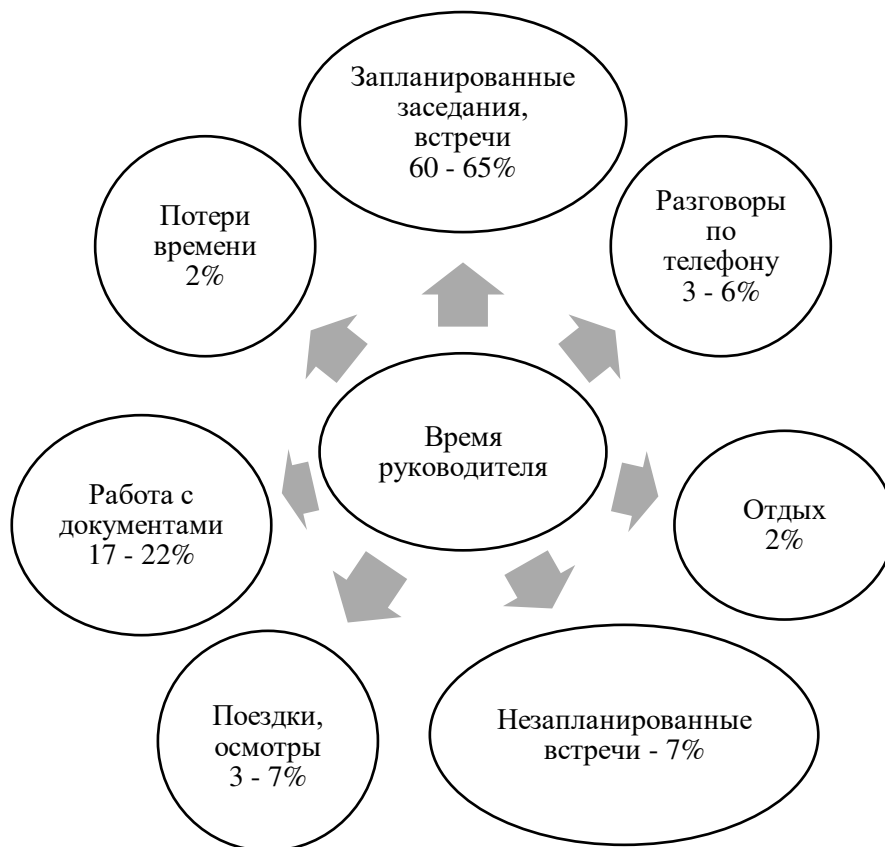 Запланированные
заседания,
встречи
60 - 65%
Потери
времени
2%
Разговоры
по
телефону
3 - 6%
Время
руководителя
Работа с
документами
17 - 22%
Отдых
2%
Поездки,
осмотры
3 - 7%
Незапланированные
встречи - 7%